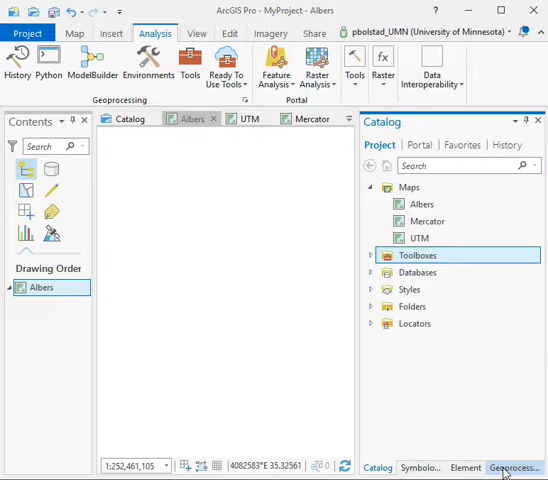 ArcGIS Pro - MyProject - Albers
Project Map Insert Analysis View Edit Imagery Share pbolstad_UMN (University of Minnesota)
History Python ModelBuilder Environments Tools Ready To Use Tools Feature Analysis Raster Analysis Tools Raster Data Interoperability
Geoprocessing Portal
Contents
Search
Drawing Order
Albers
Catalog Albers UTM Mercator
1:252,461,105 4082583°E 35.32561
Catalog
Project Portal Favorites History
Search
Maps
Albers
Mercator
UTM
Toolboxes
Databases
Styles
Folders
Locators
Catalog Symbolo... Element Geoprocess...